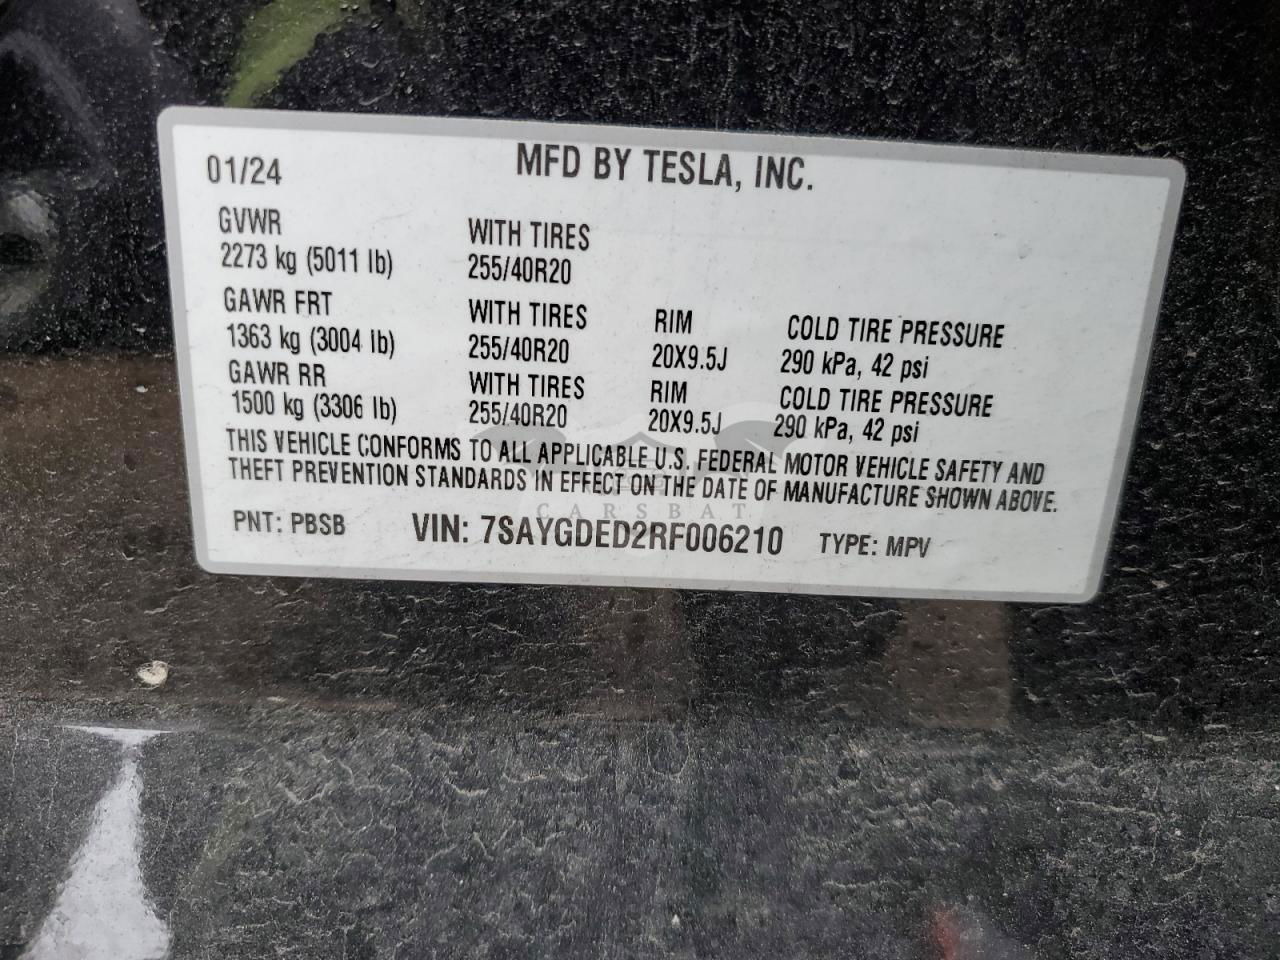 01/24 MFD BY TESLA, INC.
GVWR WITH TIRES
2273 kg (5011 lb) 255/40R20
GAWR FRT WITH TIRES RIM COLD TIRE PRESSURE
1363 kg (3004 lb) 255/40R20 20X9.5J 290 kPa, 42 psi
GAWR RR WITH TIRES RIM COLD TIRE PRESSURE
1500 kg (3306 lb) 255/40R20 20X9.5J 290 kPa, 42 psi
THIS VEHICLE CONFORMS TO ALL APPLICABLE U.S. FEDERAL MOTOR VEHICLE SAFETY AND
THEFT PREVENTION STANDARDS IN EFFECT ON THE DATE OF MANUFACTURE SHOWN ABOVE.
CARSBAT
PNT: PBSB VIN: 7SAYGDED2RF006210 TYPE: MPV